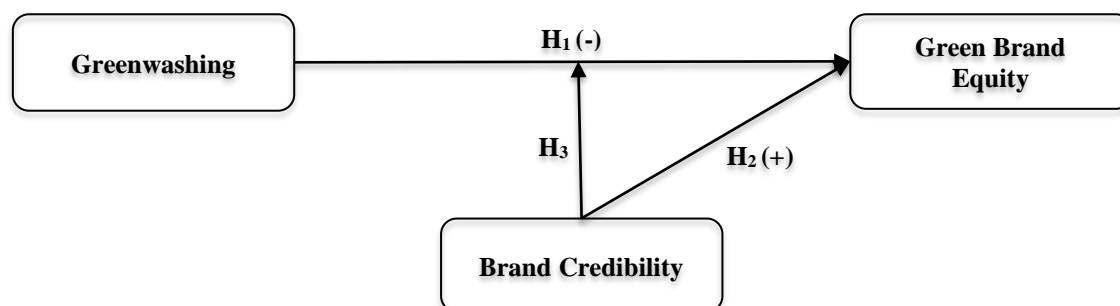 H₁ (-)
Greenwashing
Green Brand
Equity
H₃
H₂ (+)
Brand Credibility